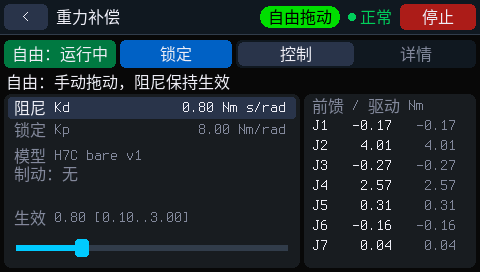 < 重力补偿 自由拖动 正常 停止
自由：运行中 锁定 控制 详情
自由：手动拖动，阻尼保持生效
阻尼 Kd 0.80 Nm s/rad
锁定 Kp 8.00 Nm/rad
模型 H7C bare v1
制动：无
生效 0.80 [0.10..3.00]
前馈 / 驱动 Nm
J1 -0.17 -0.17
J2 4.01 4.01
J3 -0.27 -0.27
J4 2.57 2.57
J5 0.31 0.31
J6 -0.16 -0.16
J7 0.04 0.04